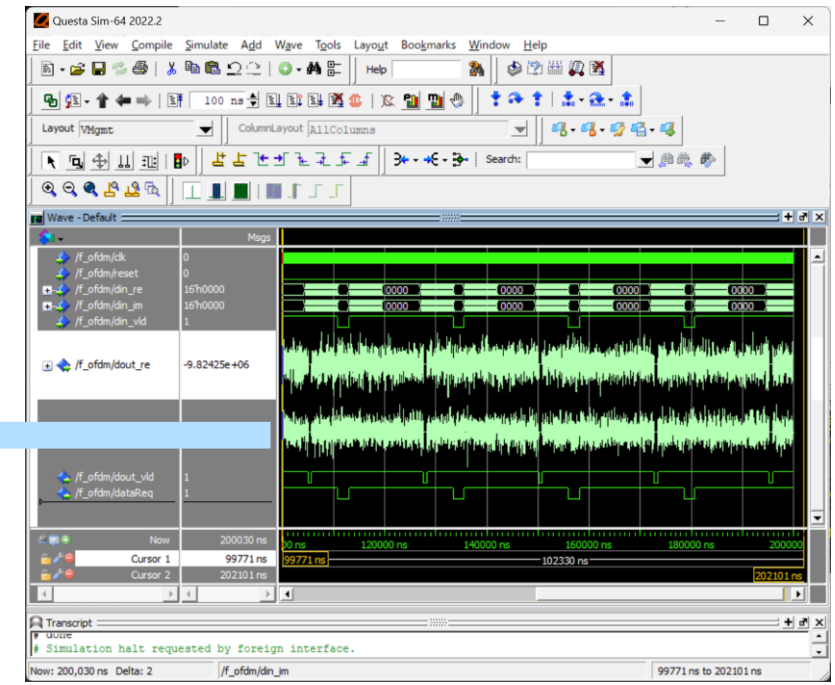 Questa Sim-64 2022.2
File Edit View Compile Simulate Add Wave Tools Layout Bookmarks Window Help
Help
100 ns
Layout VMgmt ColumnLayout AllColumns
Search:
Wave - Default
Msgs
/f_ofdm/clk 0
/f_ofdm/reset 0
/f_ofdm/din_re 16'h0000 0000 0000 0000 0000
/f_ofdm/din_im 16'h0000 0000 0000 0000 0000
/f_ofdm/din_vld 1
/f_ofdm/dout_re -9.82425e+06
/f_ofdm/dout_vld 1
/f_ofdm/dataReq 1
Now 200030 ns 00 ns 120000 ns 140000 ns 160000 ns 180000 ns 200000
Cursor 1 99771 ns 99771 ns 102330 ns
Cursor 2 202101 ns 202101 ns
Transcript
# done
# Simulation halt requested by foreign interface.
Now: 200,030 ns Delta: 2 /f_ofdm/din_im 99771 ns to 202101 ns